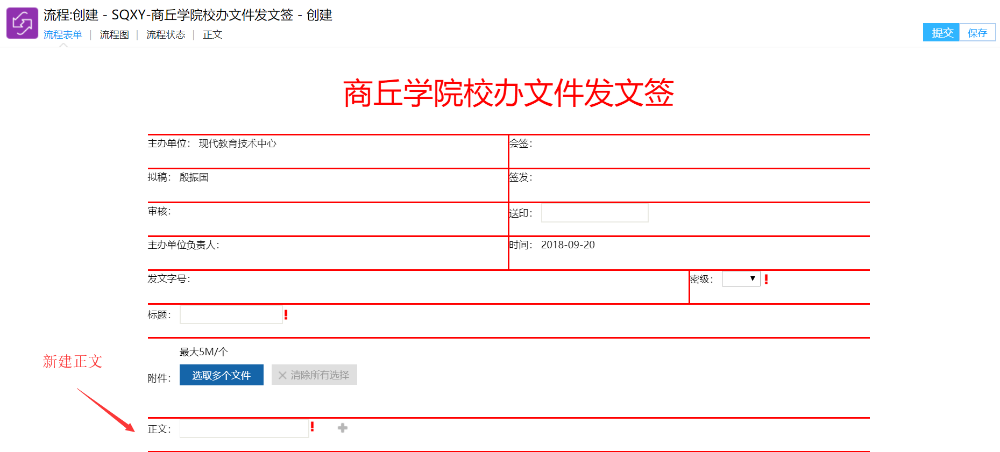 流程:创建 - SQXY-商丘学院校办文件发文签 - 创建
流程表单 | 流程图 | 流程状态 | 正文
提交 保存
商丘学院校办文件发文签
主办单位： 现代教育技术中心 会签：
拟稿： 殷振国 签发：
审核： 送印：
主办单位负责人： 时间： 2018-09-20
发文字号： 密级： ▼ !
标题： !
最大5M/个
附件： 选取多个文件 清除所有选择
新建正文
正文： !